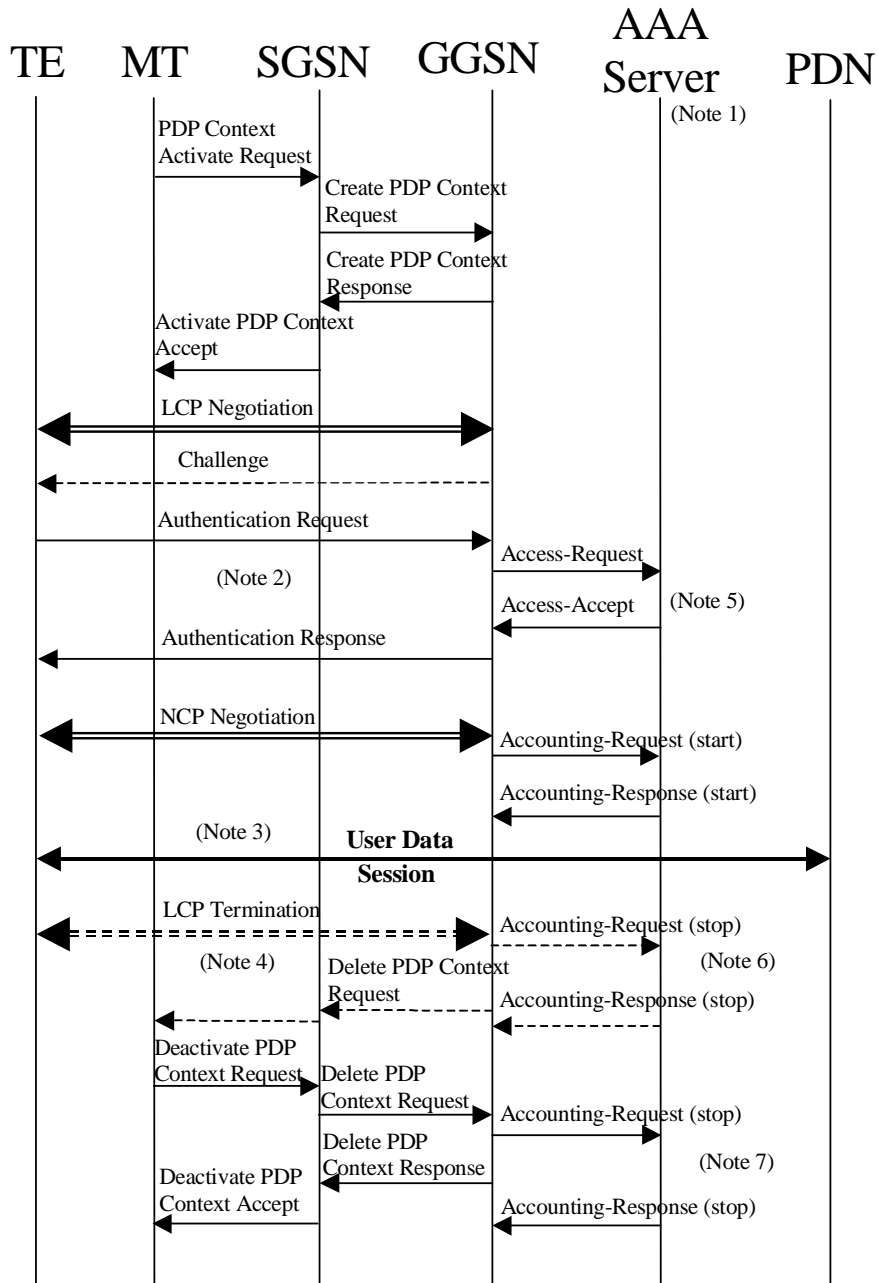 TE
MT
SGSN
GGSN
AAA
Server
PDN
(Note 1)
PDP Context
Activate Request
Create PDP Context
Request
Create PDP Context
Response
Activate PDP Context
Accept
LCP Negotiation
Challenge
Authentication Request
Access-Request
(Note 2)
Access-Accept
(Note 5)
Authentication Response
NCP Negotiation
Accounting-Request (start)
Accounting-Response (start)
(Note 3)
User Data
Session
LCP Termination
Accounting-Request (stop)
(Note 4)
Delete PDP Context
Request
(Note 6)
Accounting-Response (stop)
Deactivate PDP
Context Request
Delete PDP
Context Request
Accounting-Request (stop)
Delete PDP
Context Response
(Note 7)
Deactivate PDP
Context Accept
Accounting-Response (stop)